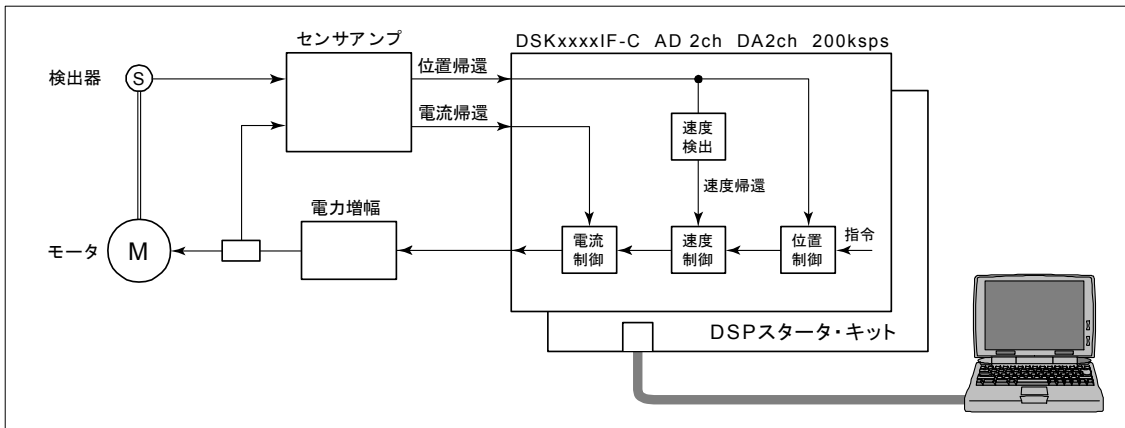 DSKxxxxIF-C AD 2ch DA2ch 200ksps
センサアンプ
検出器
S
位置帰還
電流帰還
速度
検出
速度帰還
電力増幅
モータ
M
電流
制御
速度
制御
位置
制御
指令
DSPスタータ・キット